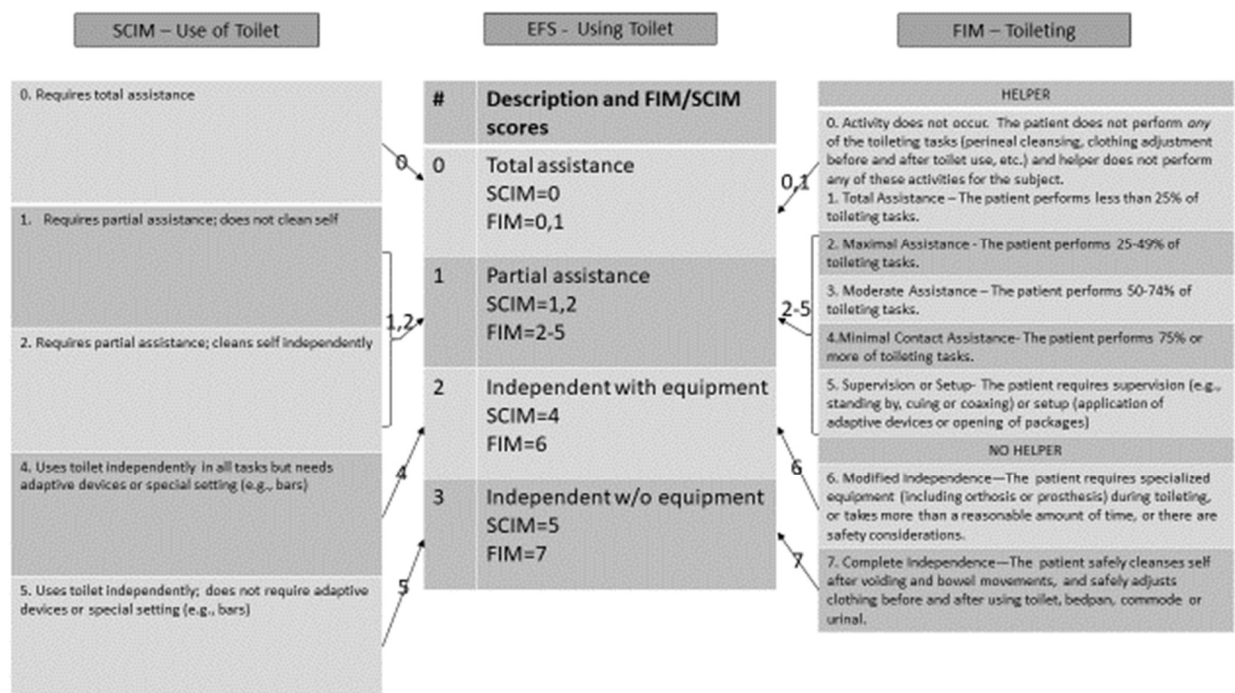 SCIM – Use of Toilet
EFS - Using Toilet
FIM – Toileting
0. Requires total assistance
1. Requires partial assistance; does not clean self
2. Requires partial assistance; cleans self independently
4. Uses toilet independently in all tasks but needs
adaptive devices or special setting (e.g., bars)
5. Uses toilet independently; does not require adaptive
devices or special setting (e.g., bars)
0
1,2
4
5
# Description and FIM/SCIM
scores
0 Total assistance
SCIM=0
FIM=0,1
1 Partial assistance
SCIM=1,2
FIM=2-5
2 Independent with equipment
SCIM=4
FIM=6
3 Independent w/o equipment
SCIM=5
FIM=7
0,1
2-5
6
7
HELPER
0. Activity does not occur. The patient does not perform any
of the toileting tasks (perineal cleansing, clothing adjustment
before and after toilet use, etc.) and helper does not perform
any of these activities for the subject.
1. Total Assistance – The patient performs less than 25% of
toileting tasks.
2. Maximal Assistance - The patient performs 25-49% of
toileting tasks.
3. Moderate Assistance – The patient performs 50-74% of
toileting tasks.
4.Minimal Contact Assistance- The patient performs 75% or
more of toileting tasks.
5. Supervision or Setup- The patient requires supervision (e.g.,
standing by, cuing or coaxing) or setup (application of
adaptive devices or opening of packages)
NO HELPER
6. Modified Independence—The patient requires specialized
equipment (including orthosis or prosthesis) during toileting,
or takes more than a reasonable amount of time, or there are
safety considerations.
7. Complete Independence—The patient safely cleanses self
after voiding and bowel movements, and safely adjusts
clothing before and after using toilet, bedpan, commode or
urinal.